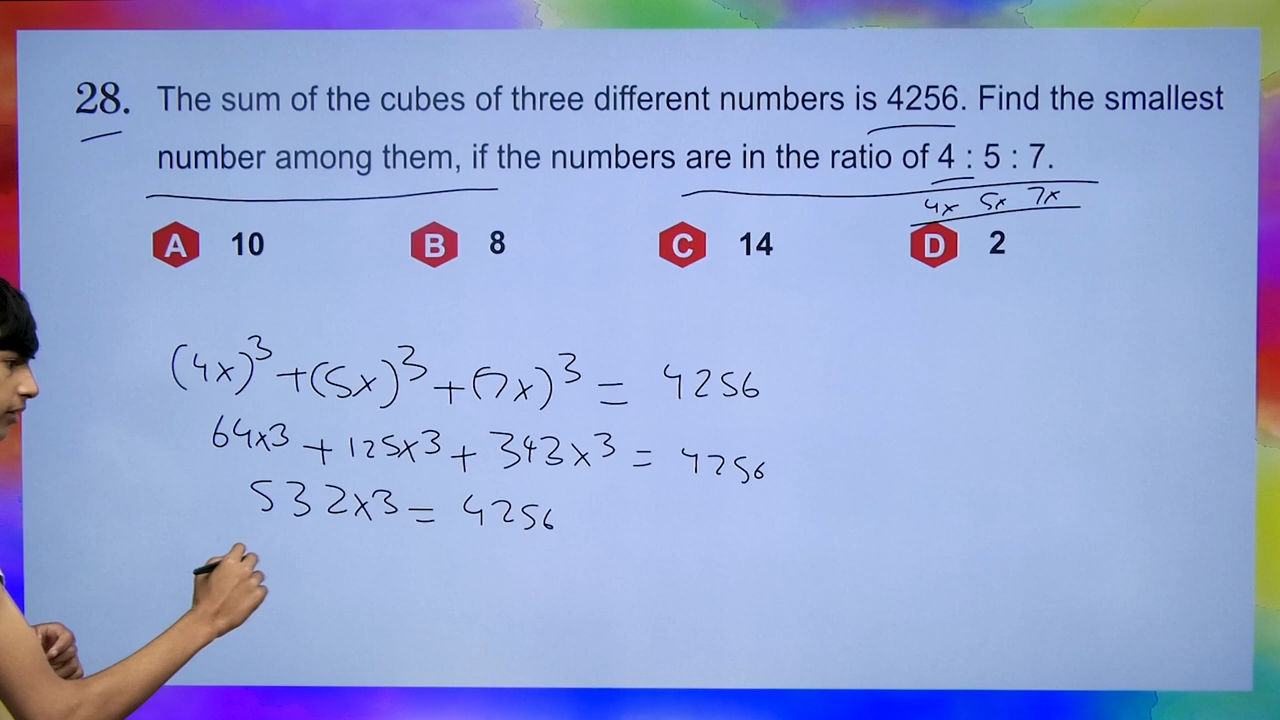 28. The sum of the cubes of three different numbers is 4256. Find the smallest
number among them, if the numbers are in the ratio of 4 : 5 : 7.
4x 5x 7x
A 10 B 8 C 14 D 2
(4x)³ + (5x)³ + (7x)³ = 4256
64x3 + 125x3 + 343x3 = 4256
532x3 = 4256